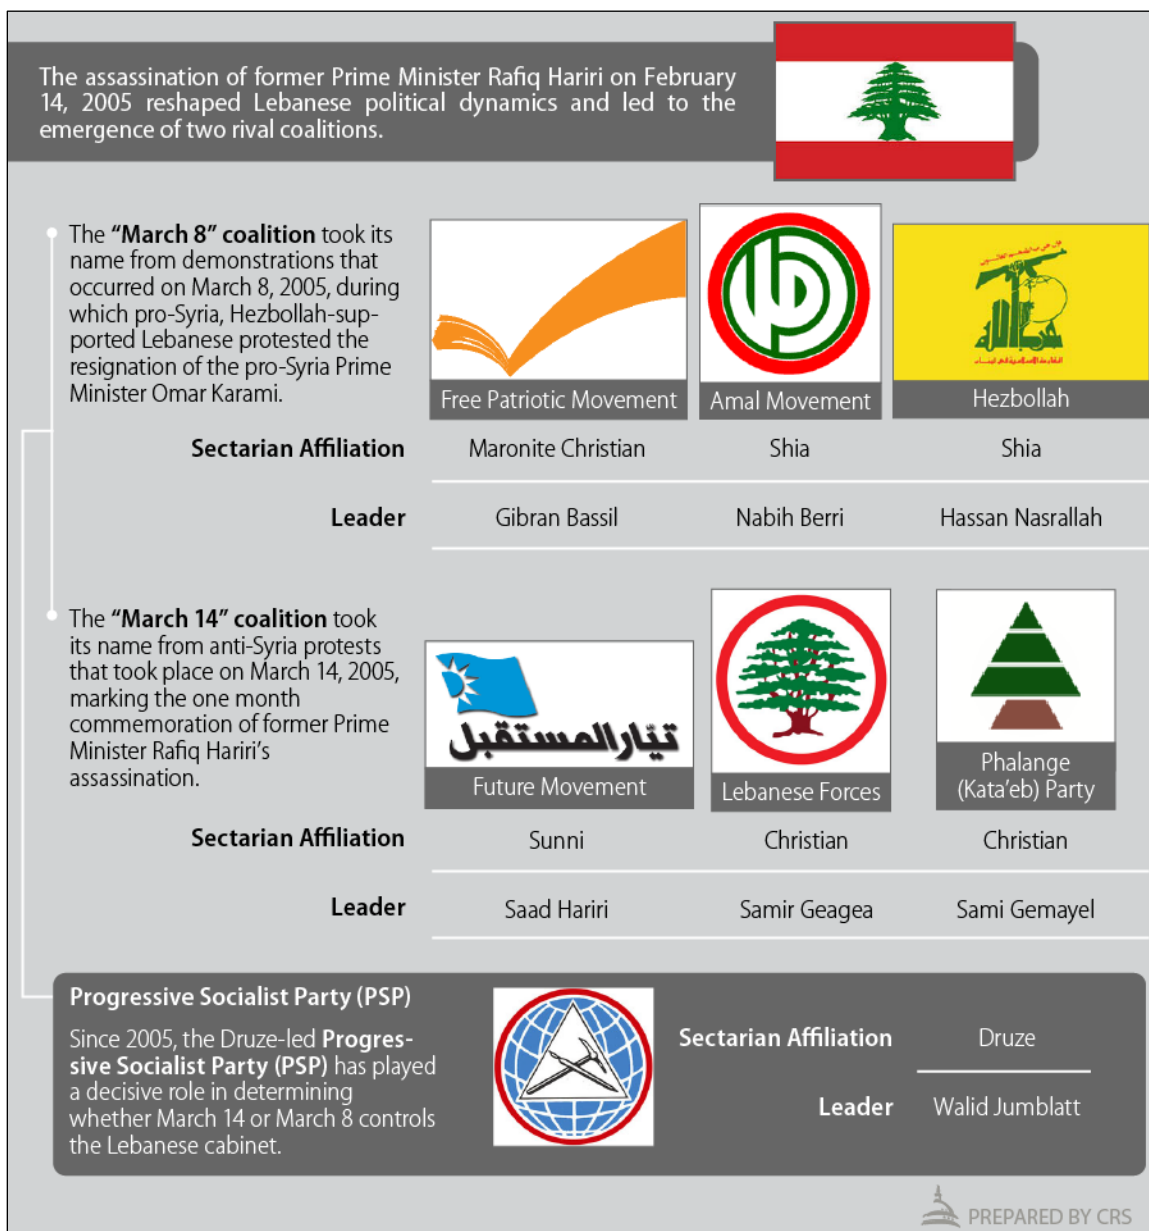 The assassination of former Prime Minister Rafiq Hariri on February
14, 2005 reshaped Lebanese political dynamics and led to the
emergence of two rival coalitions.
The “March 8” coalition took its
name from demonstrations that
occurred on March 8, 2005, during
which pro-Syria, Hezbollah-sup-
ported Lebanese protested the
resignation of the pro-Syria Prime
Minister Omar Karami.
Free Patriotic Movement
Amal Movement
Hezbollah
Sectarian Affiliation
Maronite Christian
Shia
Shia
Leader
Gibran Bassil
Nabih Berri
Hassan Nasrallah
The “March 14” coalition took
its name from anti-Syria protests
that took place on March 14, 2005,
marking the one month
commemoration of former Prime
Minister Rafiq Hariri’s
assassination.
تيّار المستقبل
Future Movement
Lebanese Forces
Phalange
(Kata’eb) Party
Sectarian Affiliation
Sunni
Christian
Christian
Leader
Saad Hariri
Samir Geagea
Sami Gemayel
Progressive Socialist Party (PSP)
Since 2005, the Druze-led Progres-
sive Socialist Party (PSP) has played
a decisive role in determining
whether March 14 or March 8 controls
the Lebanese cabinet.
Sectarian Affiliation
Druze
Leader
Walid Jumblatt
PREPARED BY CRS